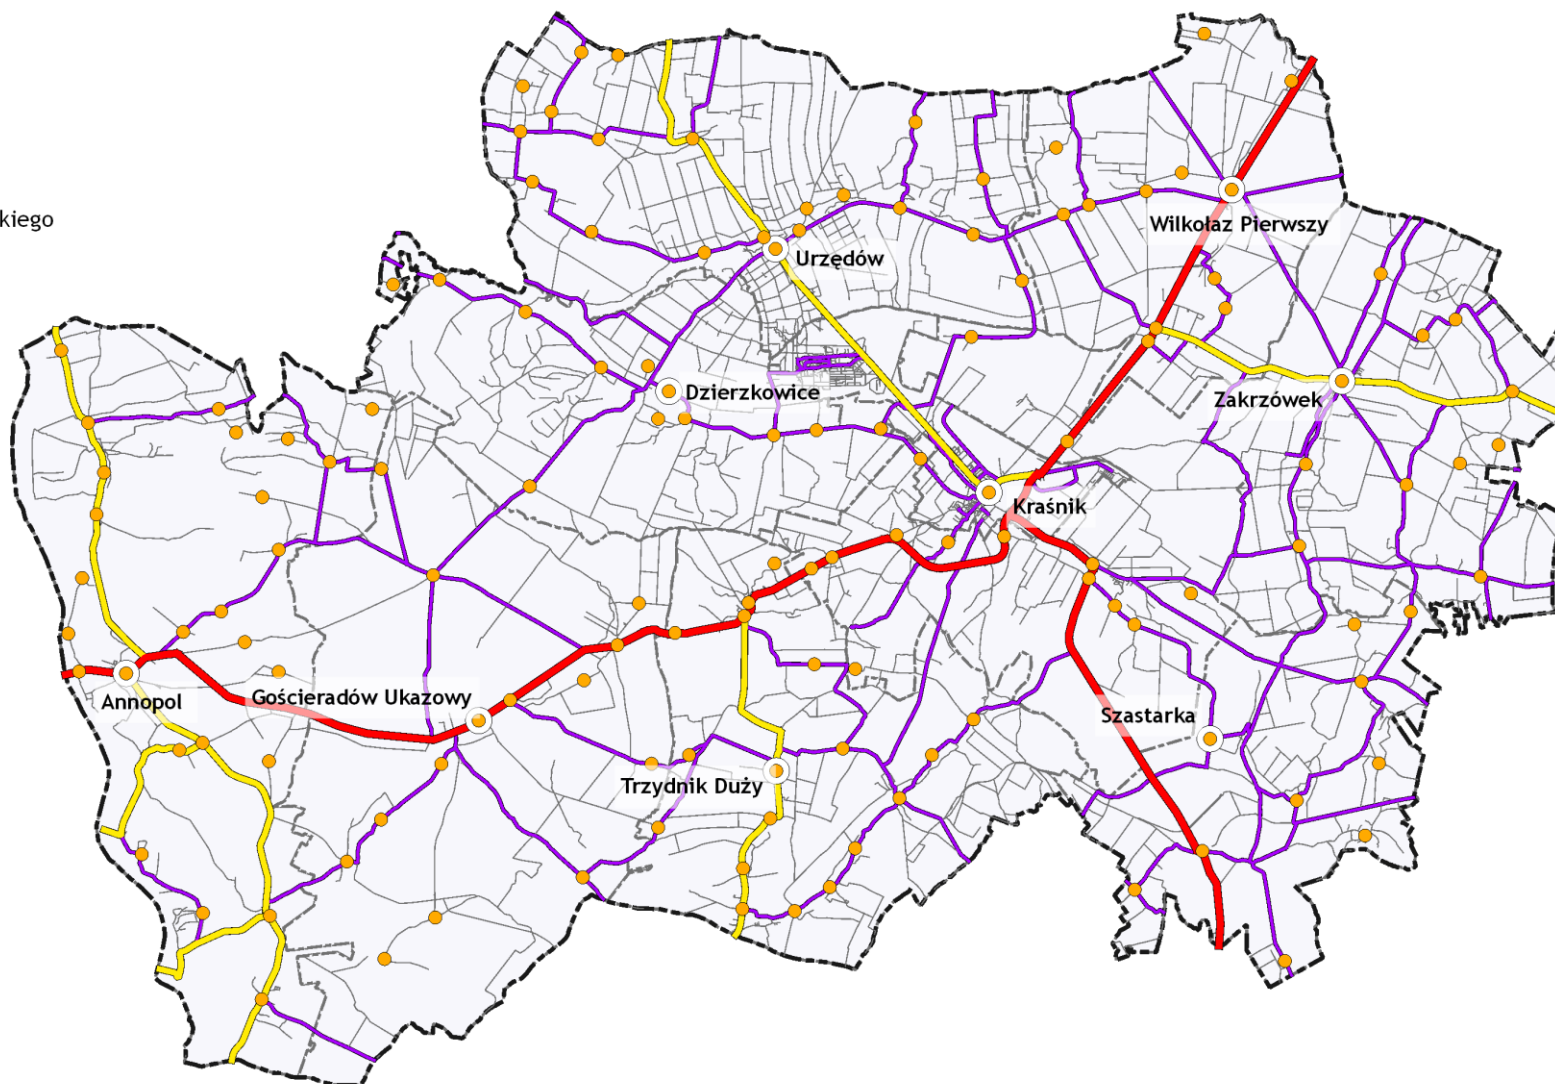 kiego
Wilkołaz Pierwszy
Urzędów
Dzierzkowice
Zakrzówek
Kraśnik
Annopol
Gościeradów Ukazowy
Szastarka
Trzydnik Duży